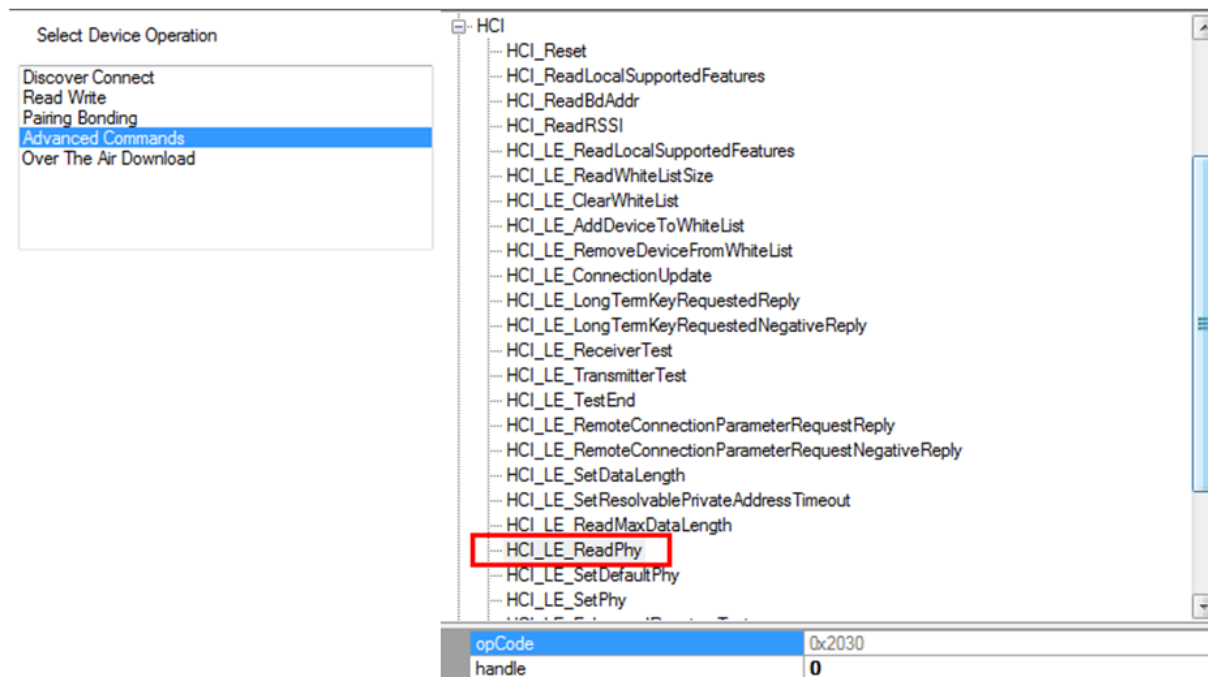 Select Device Operation
Discover Connect
Read Write
Pairing Bonding
Advanced Commands
Over The Air Download
HCI
HCI_Reset
HCI_ReadLocalSupportedFeatures
HCI_ReadBdAddr
HCI_ReadRSSI
HCI_LE_ReadLocalSupportedFeatures
HCI_LE_ReadWhiteListSize
HCI_LE_ClearWhiteList
HCI_LE_AddDeviceToWhiteList
HCI_LE_RemoveDeviceFromWhiteList
HCI_LE_ConnectionUpdate
HCI_LE_LongTermKeyRequestedReply
HCI_LE_LongTermKeyRequestedNegativeReply
HCI_LE_ReceiverTest
HCI_LE_TransmitterTest
HCI_LE_TestEnd
HCI_LE_RemoteConnectionParameterRequestReply
HCI_LE_RemoteConnectionParameterRequestNegativeReply
HCI_LE_SetDataLength
HCI_LE_SetResolvablePrivateAddressTimeout
HCI_LE_ReadMaxDataLength
HCI_LE_ReadPhy
HCI_LE_SetDefaultPhy
HCI_LE_SetPhy
opCode 0x2030
handle 0